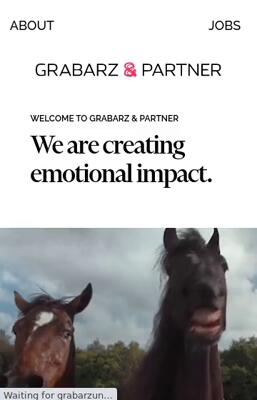 ABOUT JOBS
GRABARZ & PARTNER
WELCOME TO GRABARZ & PARTNER
We are creating
emotional impact.
Waiting for grabarzun...